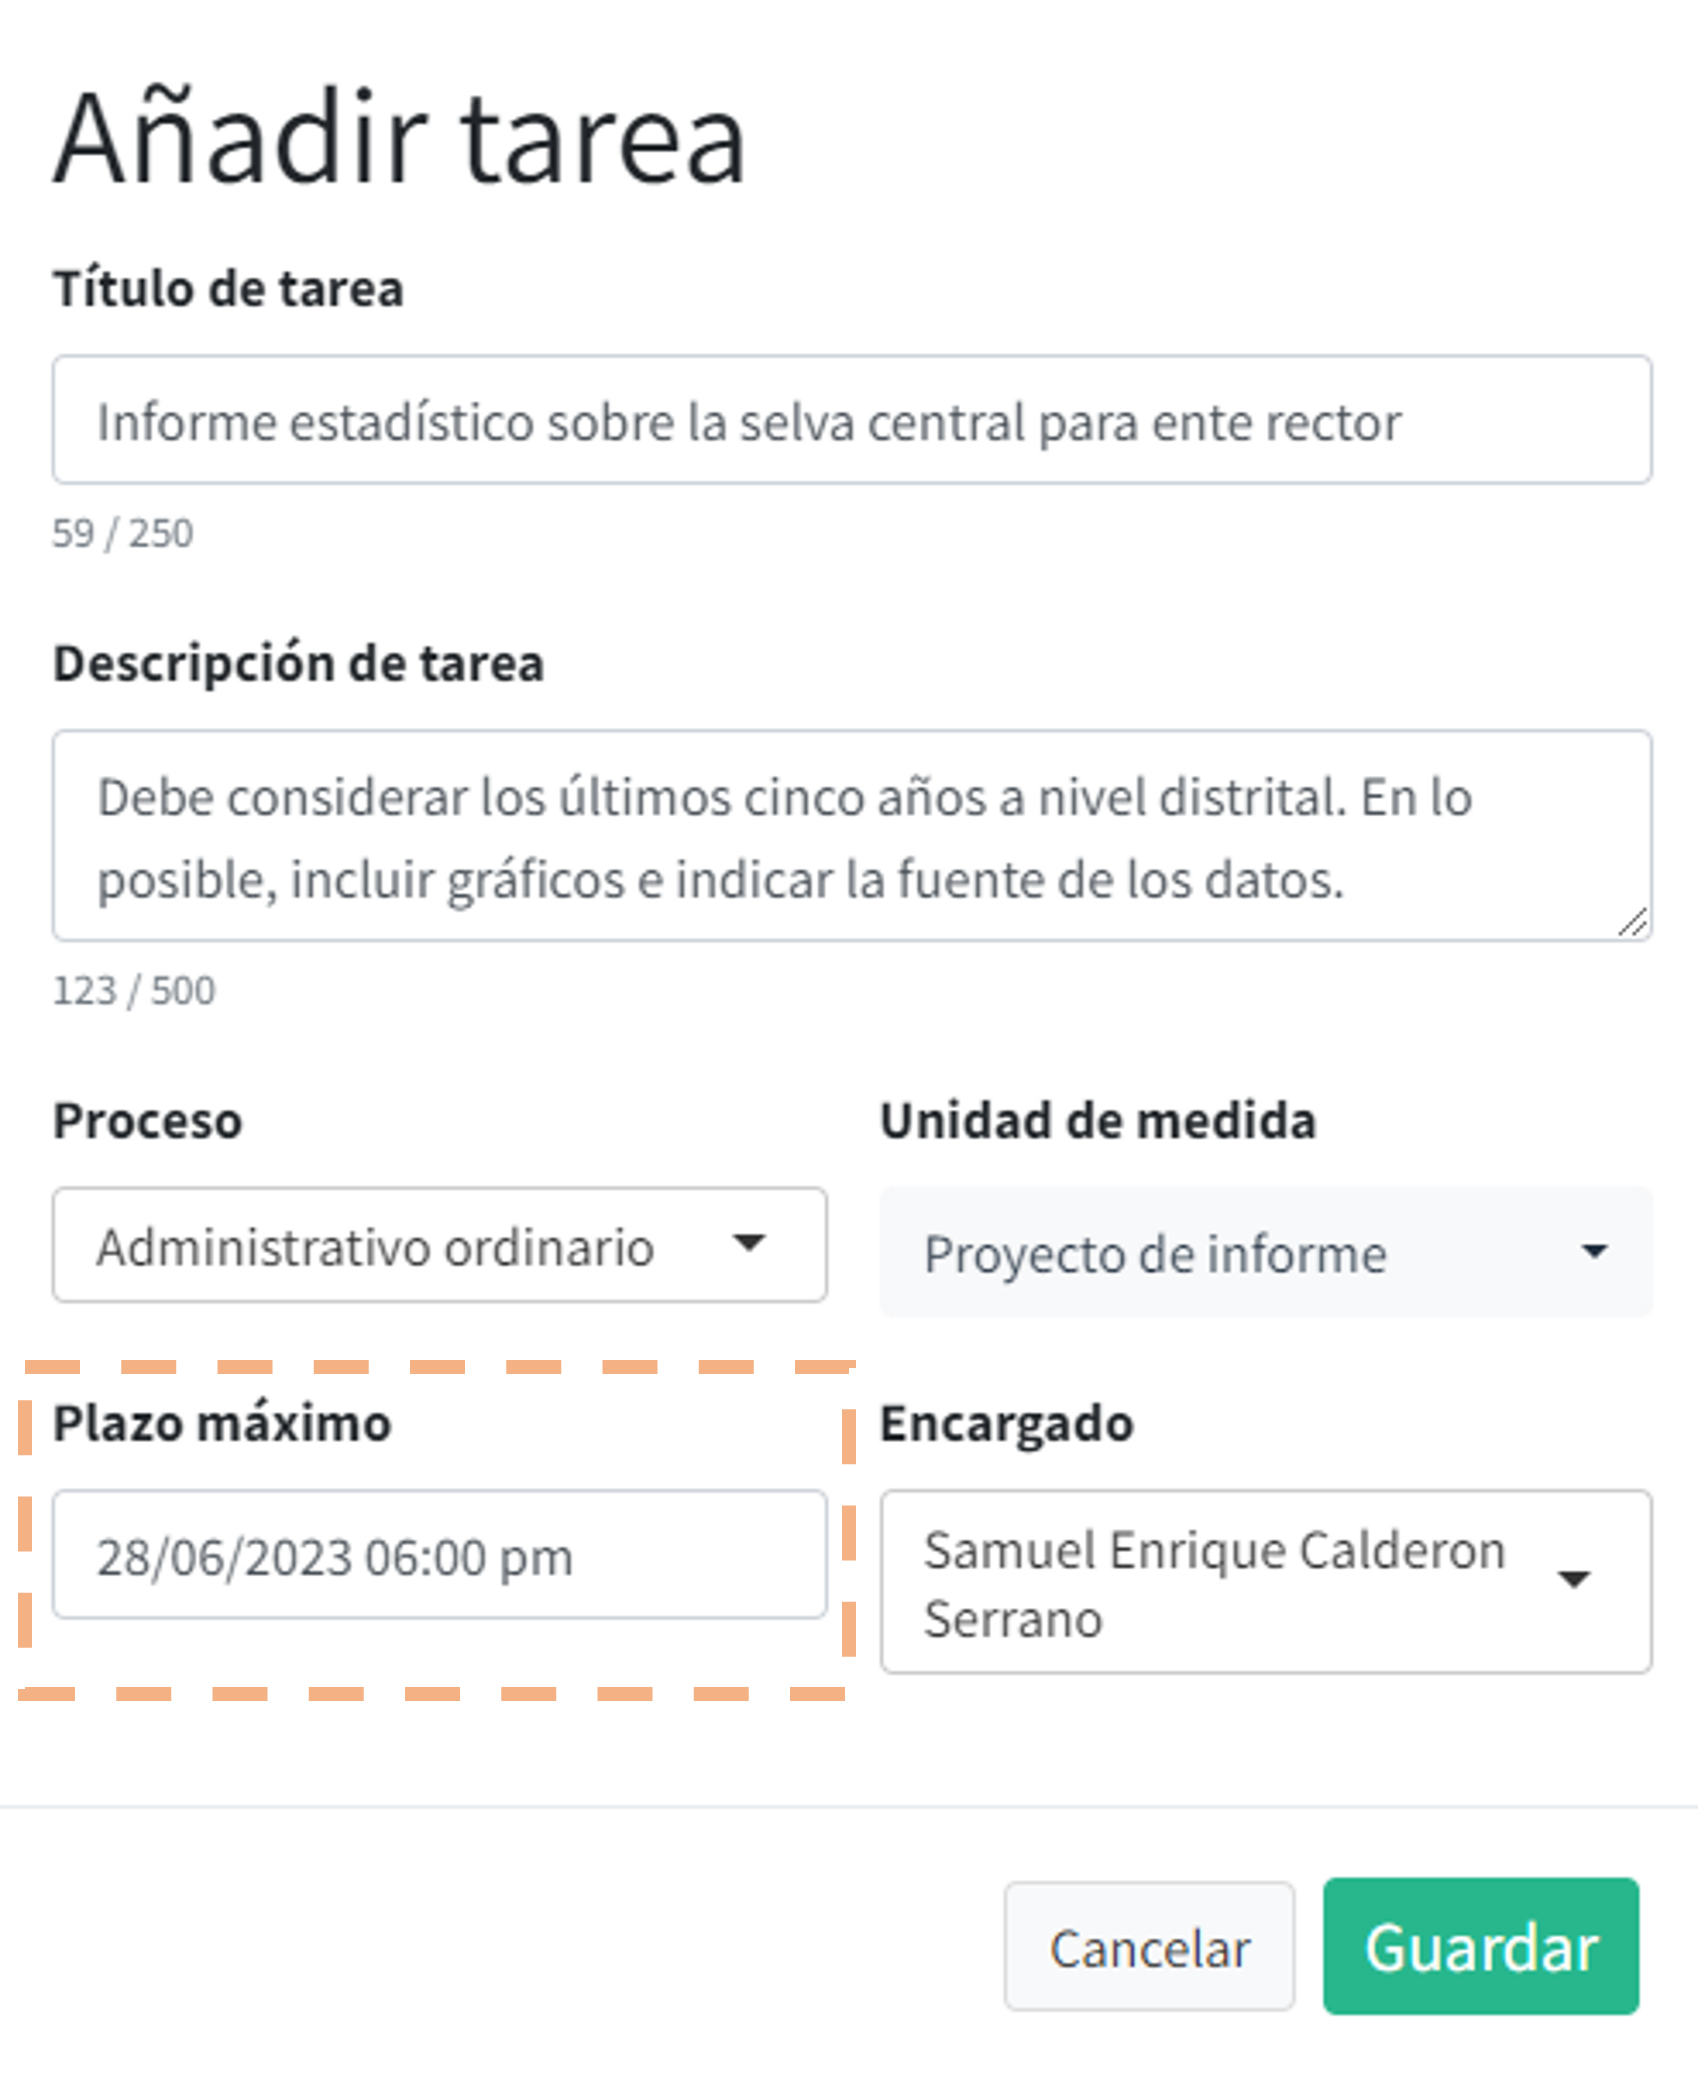 Añadir tarea
Título de tarea
Informe estadístico sobre la selva central para ente rector
59 / 250
Descripción de tarea
Debe considerar los últimos cinco años a nivel distrital. En lo
posible, incluir gráficos e indicar la fuente de los datos.
123 / 500
Proceso
Unidad de medida
Administrativo ordinario
Proyecto de informe
Plazo máximo
Encargado
28/06/2023 06:00 pm
Samuel Enrique Calderon
Serrano
Cancelar
Guardar